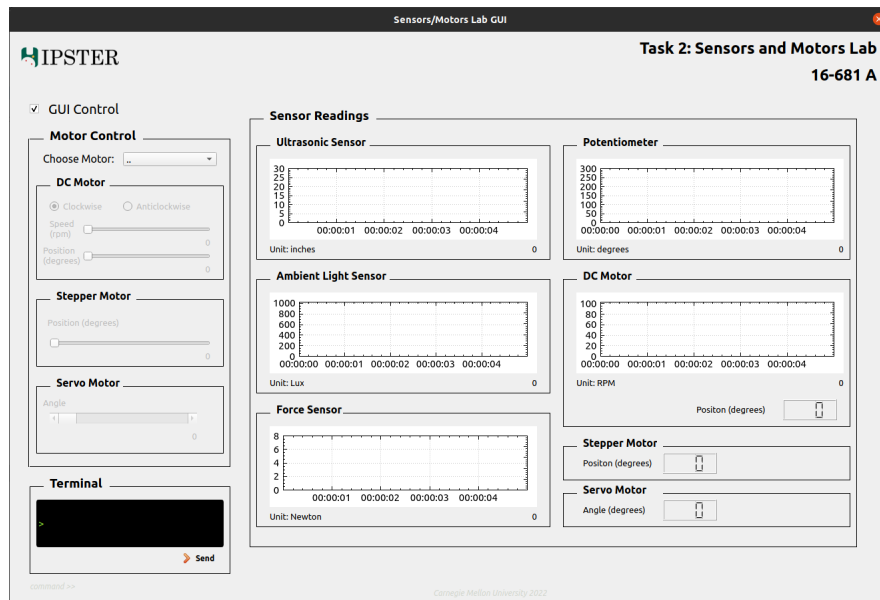 Sensors/Motors Lab GUI
HIPSTER
Task 2: Sensors and Motors Lab
16-681 A
GUI Control
Motor Control
Choose Motor: ..
DC Motor
Clockwise Anticlockwise
Speed
(rpm)
0
Position
(degrees)
0
Stepper Motor
Position (degrees)
0
Servo Motor
Angle
0
Terminal
>
Send
command >>
Sensor Readings
Ultrasonic Sensor
30
25
20
15
10
5
0
00:00:01 00:00:02 00:00:03 00:00:04
Unit: inches 0
Potentiometer
300
250
200
150
100
50
0
00:00:00 00:00:01 00:00:02 00:00:03 00:00:04
Unit: degrees 0
Ambient Light Sensor
1000
800
600
400
200
0
00:00:00 00:00:01 00:00:02 00:00:03 00:00:04
Unit: Lux 0
DC Motor
100
80
60
40
20
0
00:00:00 00:00:01 00:00:02 00:00:03 00:00:04
Unit: RPM 0
Positon (degrees) 0
Force Sensor
8
6
4
2
0
00:00:01 00:00:02 00:00:03 00:00:04
Unit: Newton 0
Stepper Motor
Positon (degrees) 0
Servo Motor
Angle (degrees) 0
Carnegie Mellon University 2022